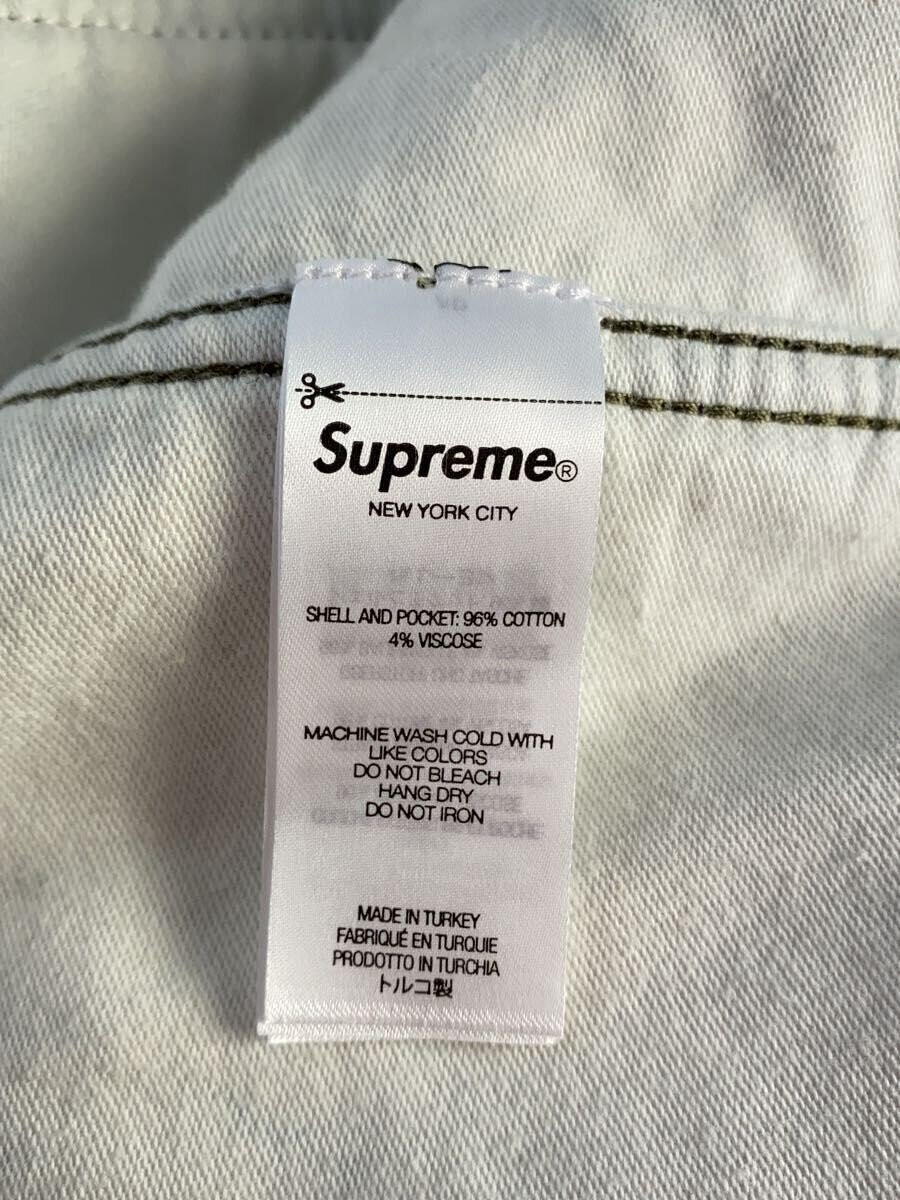 Supreme®
NEW YORK CITY
SHELL AND POCKET: 96% COTTON
4% VISCOSE
MACHINE WASH COLD WITH
LIKE COLORS
DO NOT BLEACH
HANG DRY
DO NOT IRON
MADE IN TURKEY
FABRIQUÉ EN TURQUIE
PRODOTTO IN TURCHIA
トルコ製